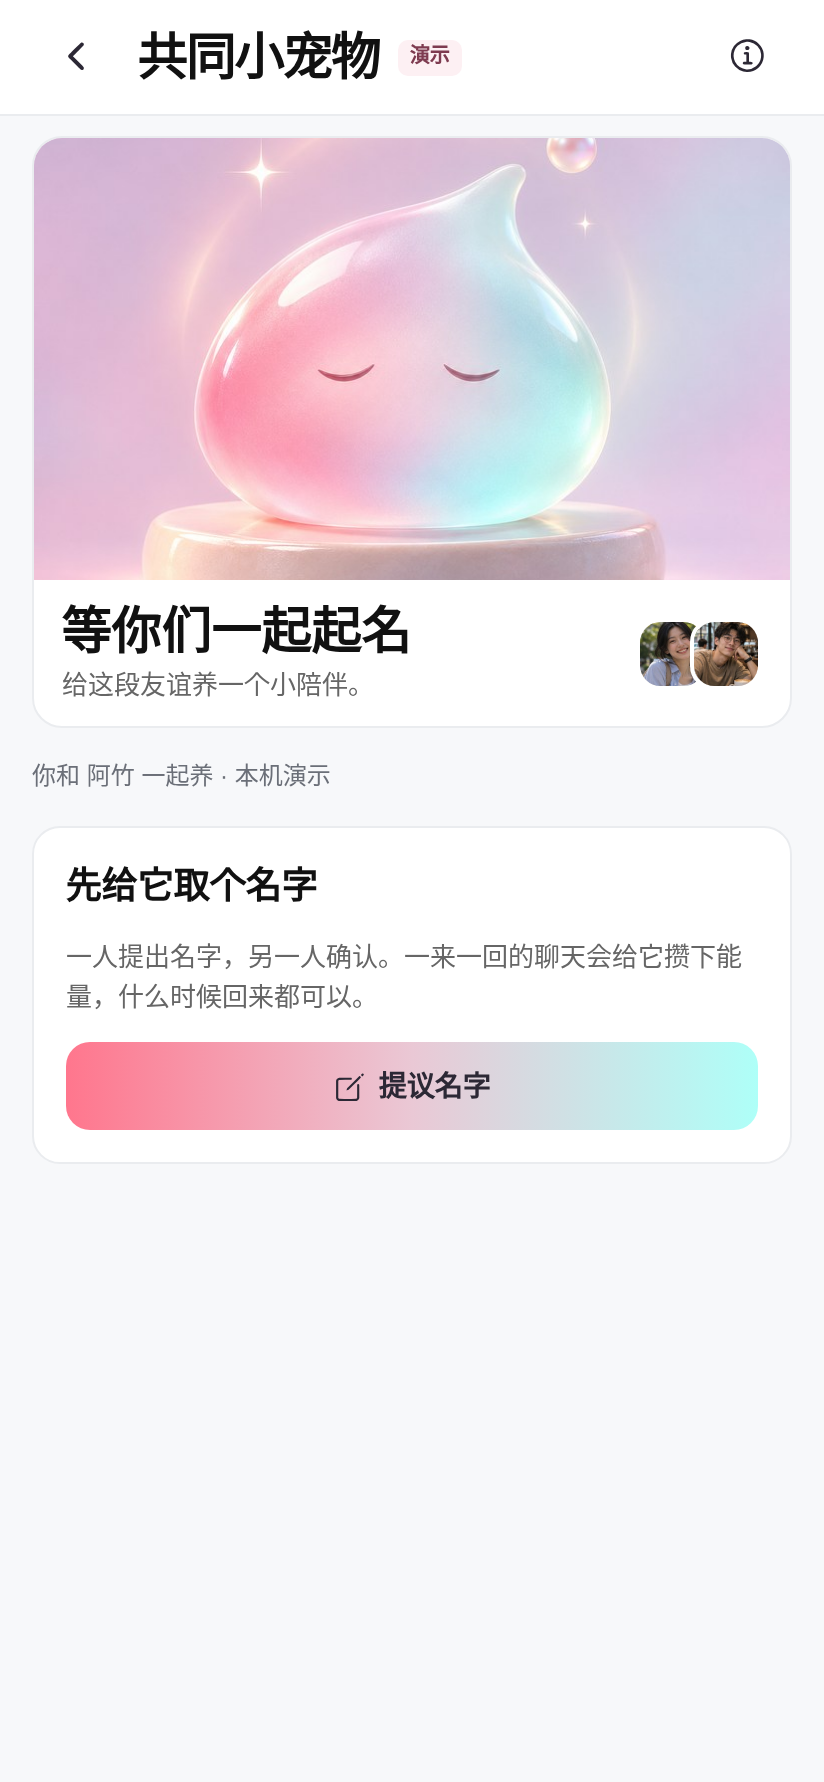 共同小宠物 演示
等你们一起起名
给这段友谊养一个小陪伴。
你和 阿竹 一起养 · 本机演示
先给它取个名字
一人提出名字，另一人确认。一来一回的聊天会给它攒下能
量，什么时候回来都可以。
提议名字